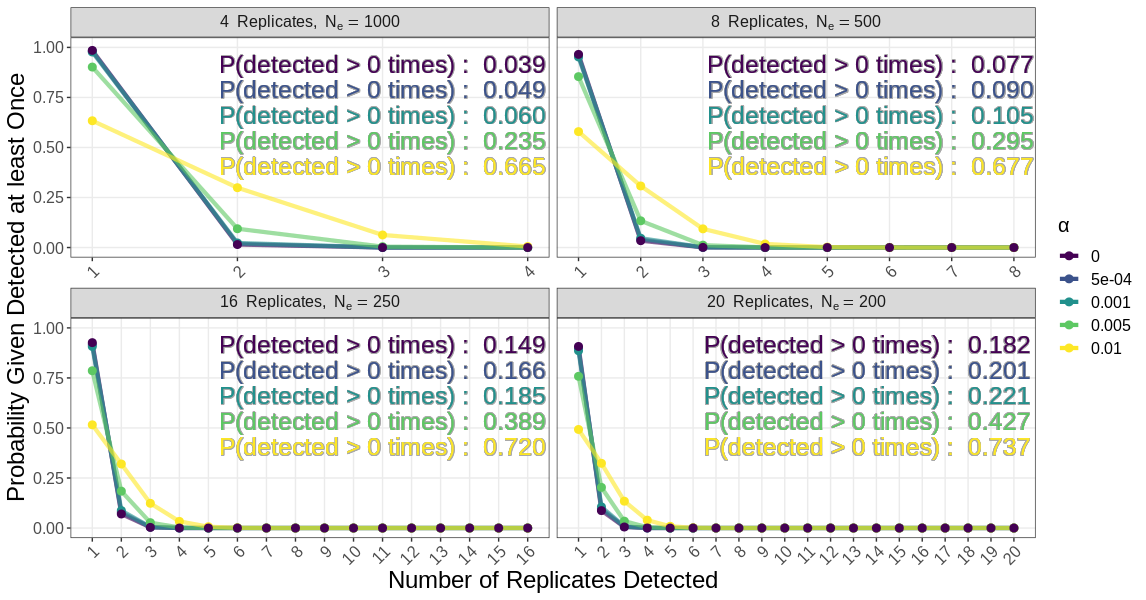 4 Replicates, Ne = 1000
8 Replicates, Ne = 500
1.00
0.75
0.50
0.25
0.00
P(detected > 0 times) : 0.039
P(detected > 0 times) : 0.049
P(detected > 0 times) : 0.060
P(detected > 0 times) : 0.235
P(detected > 0 times) : 0.665
P(detected > 0 times) : 0.077
P(detected > 0 times) : 0.090
P(detected > 0 times) : 0.105
P(detected > 0 times) : 0.295
P(detected > 0 times) : 0.677
1 2 3 4
1 2 3 4 5 6 7 8
16 Replicates, Ne = 250
20 Replicates, Ne = 200
1.00
0.75
0.50
0.25
0.00
P(detected > 0 times) : 0.149
P(detected > 0 times) : 0.166
P(detected > 0 times) : 0.185
P(detected > 0 times) : 0.389
P(detected > 0 times) : 0.720
P(detected > 0 times) : 0.182
P(detected > 0 times) : 0.201
P(detected > 0 times) : 0.221
P(detected > 0 times) : 0.427
P(detected > 0 times) : 0.737
1 2 3 4 5 6 7 8 9 10 11 12 13 14 15 16
1 2 3 4 5 6 7 8 9 10 11 12 13 14 15 16 17 18 19 20
Number of Replicates Detected
Probability Given Detected at least Once
α
0
5e-04
0.001
0.005
0.01